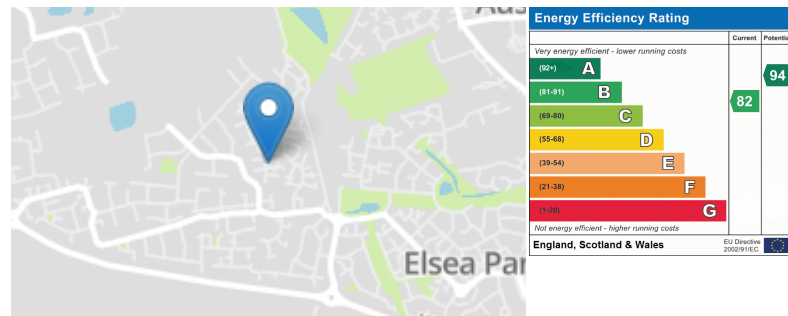 Aus
Elsea Par
Energy Efficiency Rating
Current Potentia
Very energy efficient - lower running costs
(92+) A
94
(81-91) B
82
(69-80) C
(55-68) D
(39-54) E
(21-38) F
(1-20) G
Not energy efficient - higher running costs
England, Scotland & Wales
EU Directive
2002/91/EC